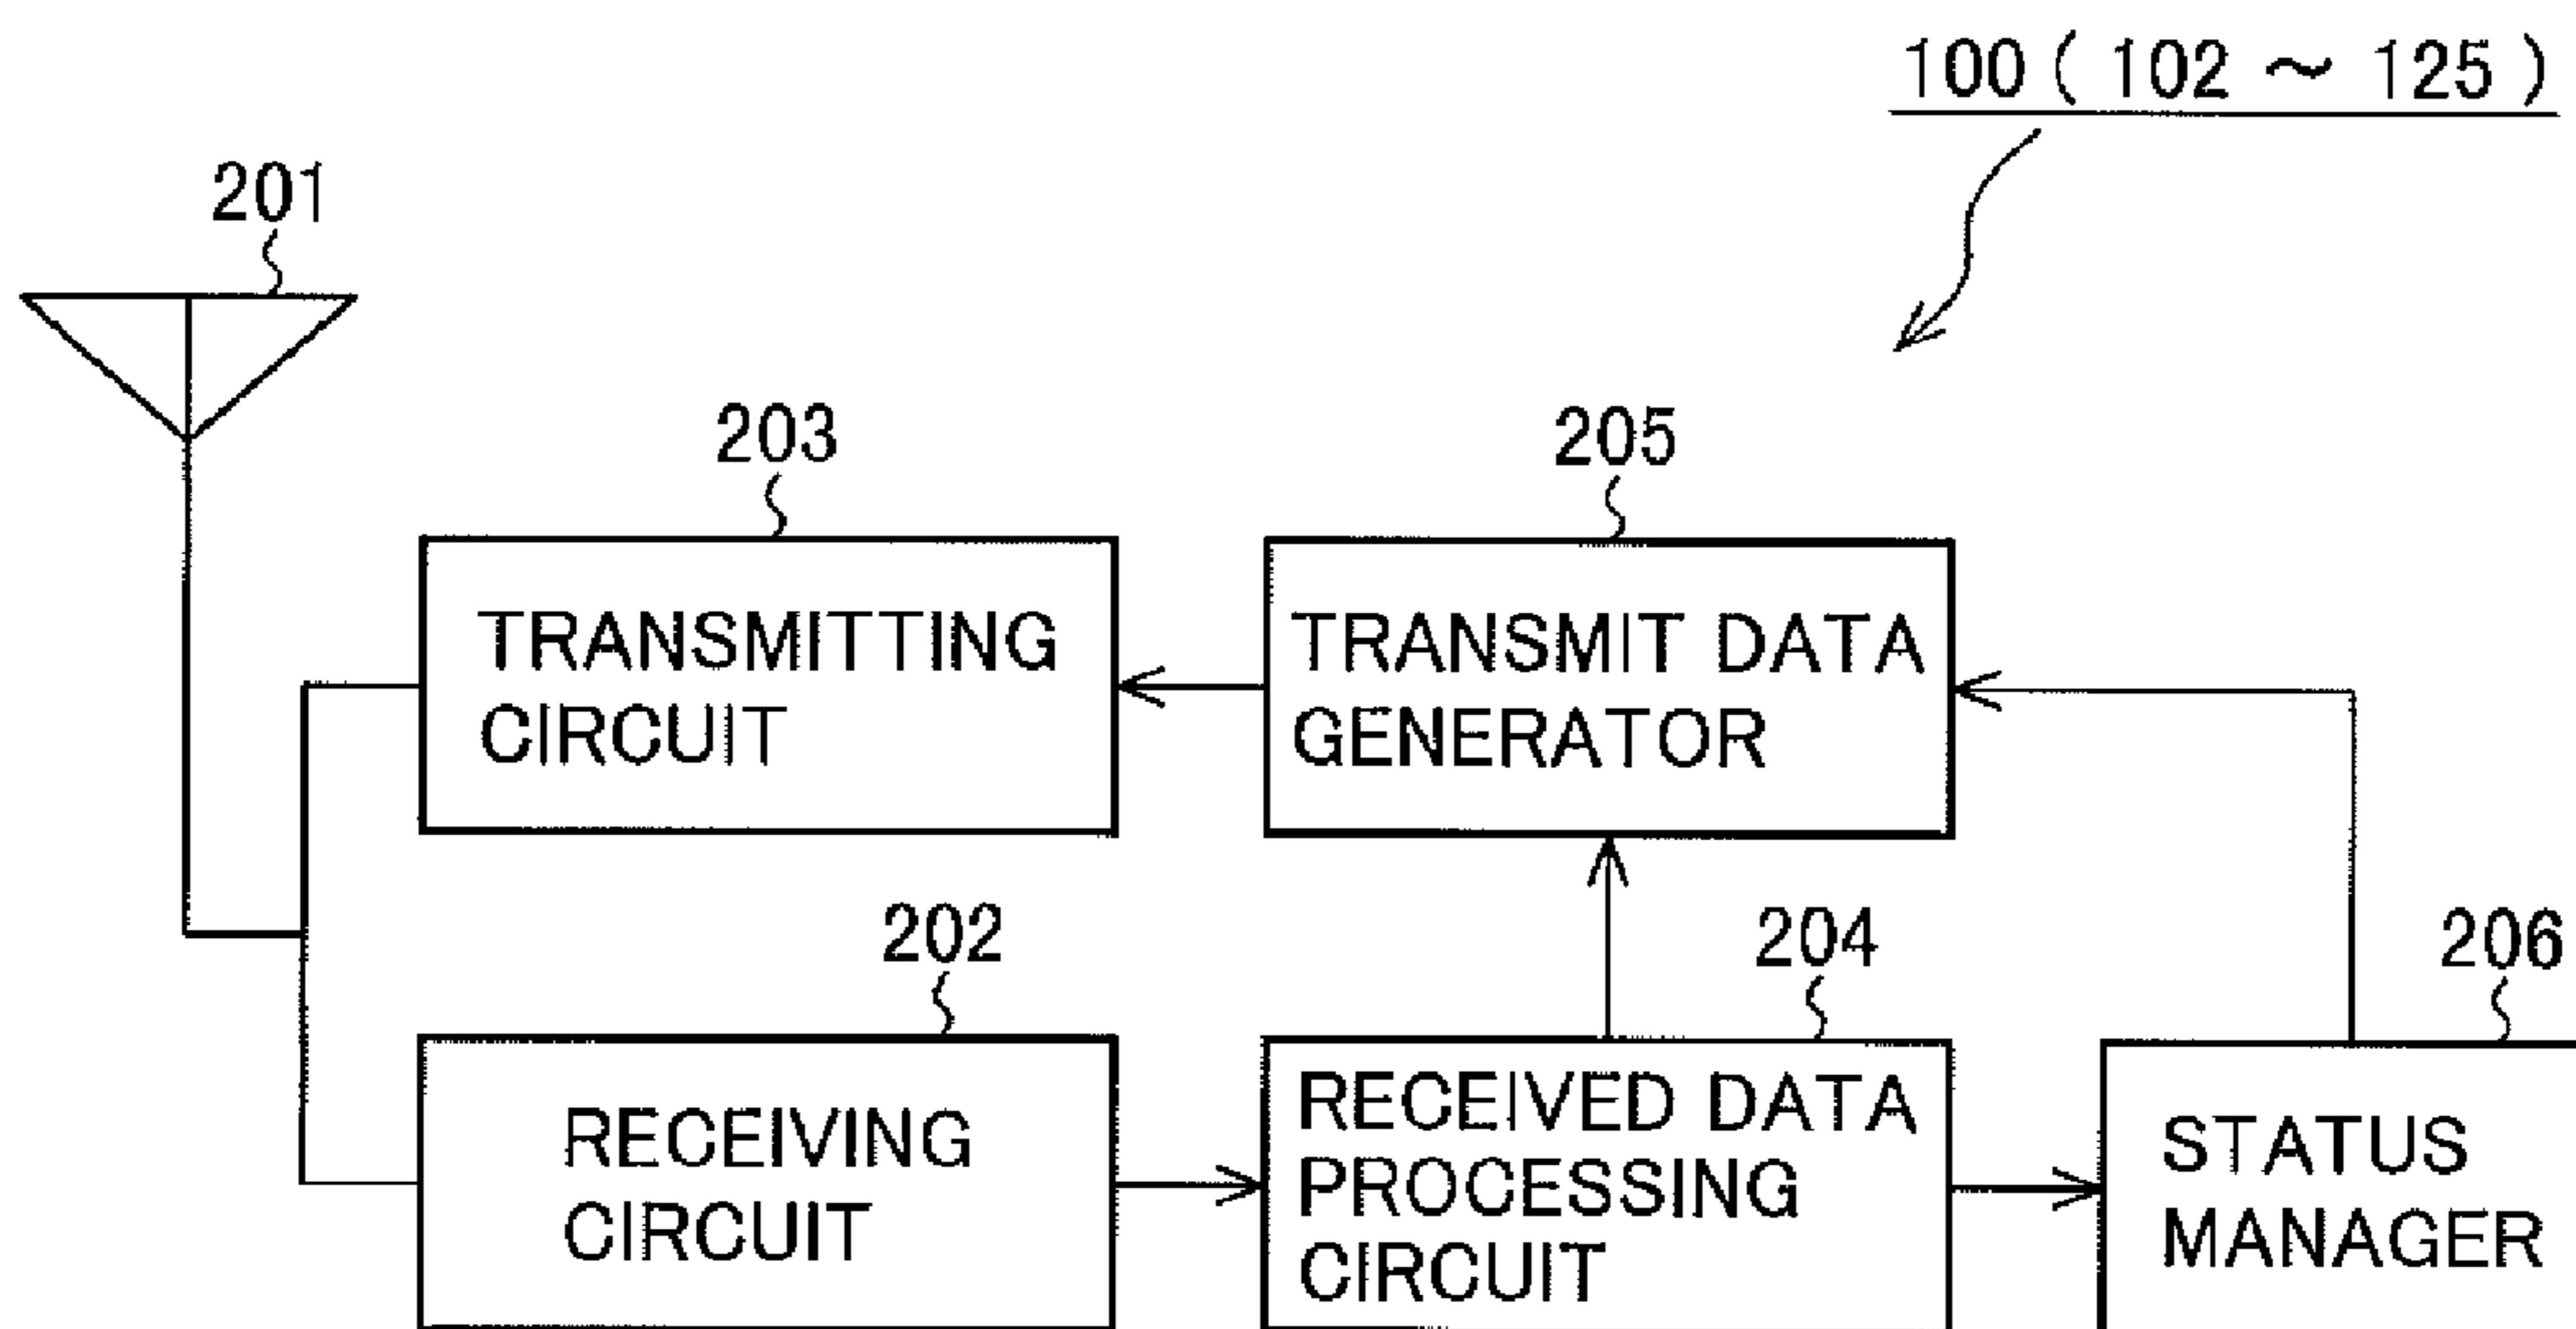 100 ( 102 ～ 125 )
201
203
205
TRANSMITTING
CIRCUIT
TRANSMIT DATA
GENERATOR
202
204
206
RECEIVING
CIRCUIT
RECEIVED DATA
PROCESSING
CIRCUIT
STATUS
MANAGER